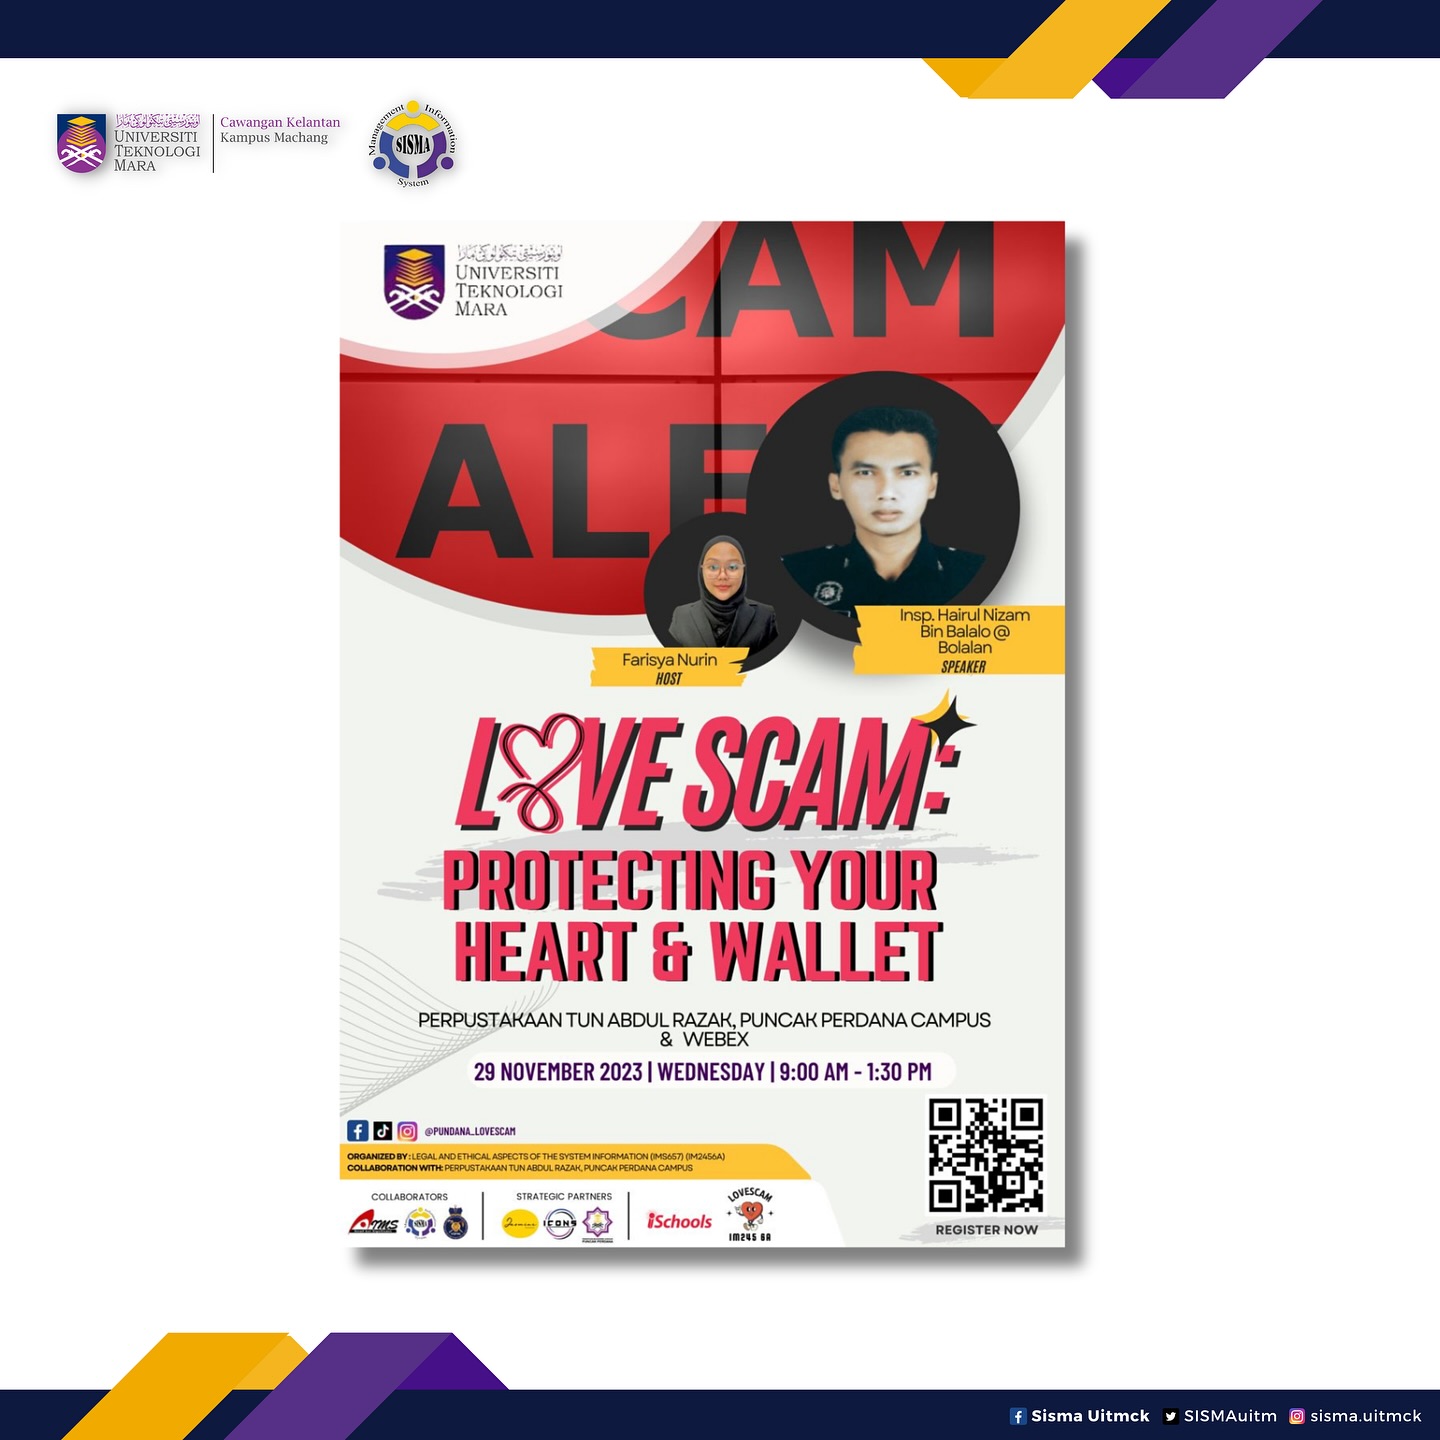 UNIVERSITI
TEKNOLOGI
MARA
Cawangan Kelantan
Kampus Machang
Management Information
SISMA
System
UNIVERSITI
TEKNOLOGI
MARA
CAM
ALE
Farisya Nurin
HOST
Insp. Hairul Nizam
Bin Balalo @
Bolalan
SPEAKER
LOVE SCAM:
PROTECTING YOUR
HEART & WALLET
PERPUSTAKAAN TUN ABDUL RAZAK, PUNCAK PERDANA CAMPUS
& WEBEX
29 NOVEMBER 2023 | WEDNESDAY | 9:00 AM - 1:30 PM
@PUNDANA_LOVESCAM
ORGANIZED BY : LEGAL AND ETHICAL ASPECTS OF THE SYSTEM INFORMATION (IMS657) (IM2456A)
COLLABORATION WITH: PERPUSTAKAAN TUN ABDUL RAZAK, PUNCAK PERDANA CAMPUS
COLLABORATORS
STRATEGIC PARTNERS
SISMA
ICONS
iSchools
LOVESCAM
IM245 6A
REGISTER NOW
Sisma Uitmck
SISMAuitm
sisma.uitmck